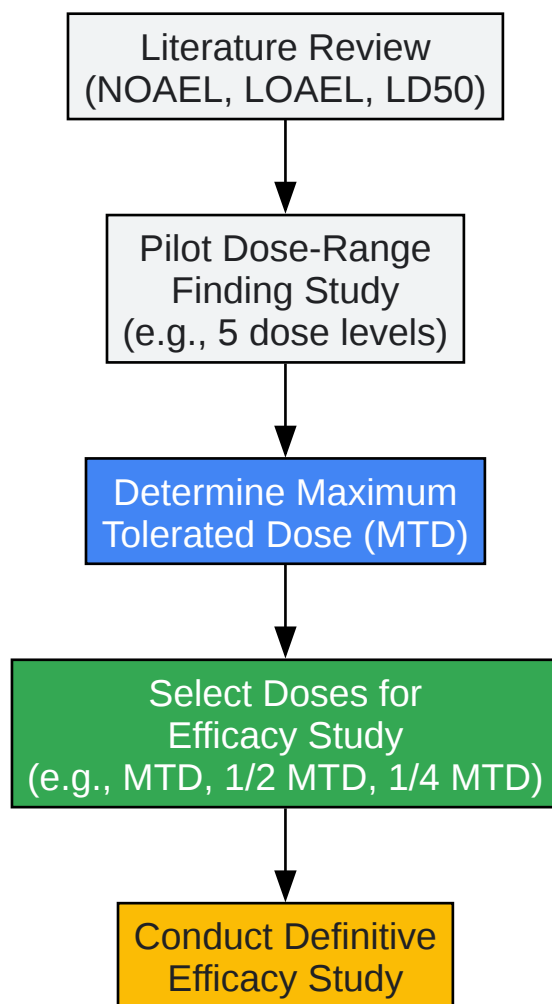 Literature Review
(NOAEL, LOAEL, LD50)
Pilot Dose-Range
Finding Study
(e.g., 5 dose levels)
Determine Maximum
Tolerated Dose (MTD)
Select Doses for
Efficacy Study
(e.g., MTD, 1/2 MTD, 1/4 MTD)
Conduct Definitive
Efficacy Study